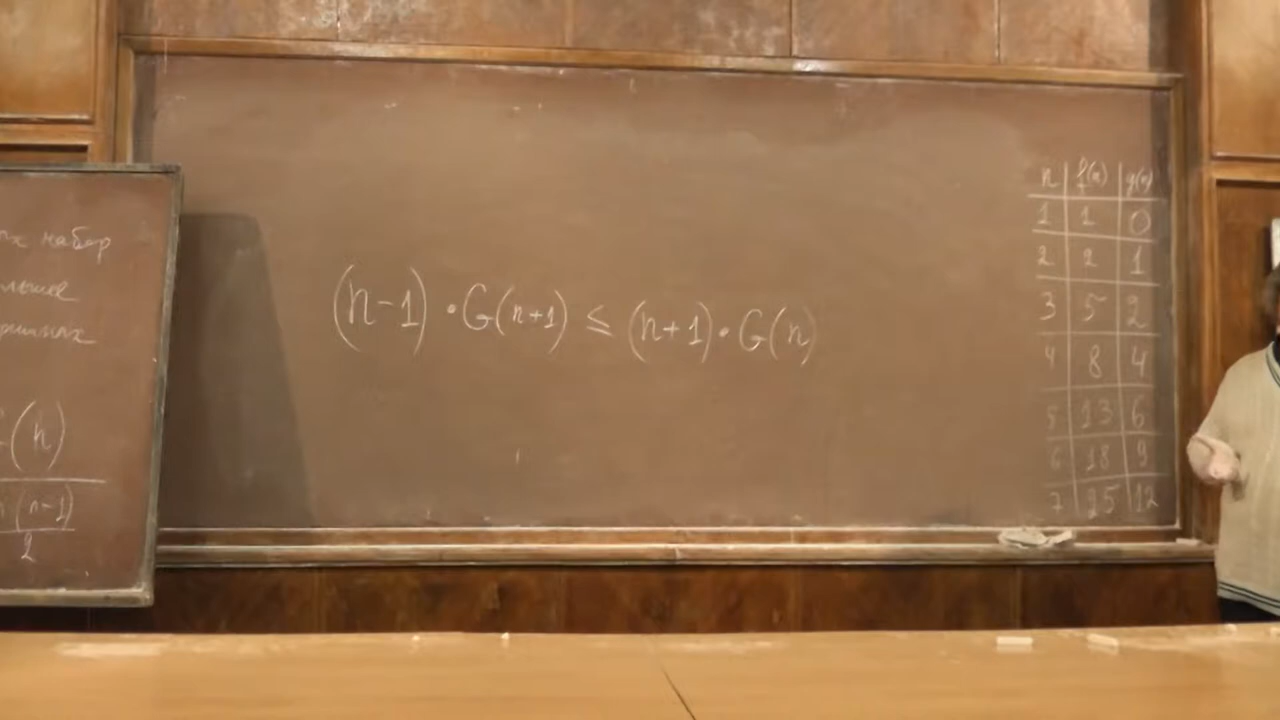 набор
G(n)
(n-1)
2
(n-1) · G(n+1) ≤ (n+1) · G(n)
n f(n) g(n)
1 1 0
2 2 1
3 5 2
4 8 4
5 13 6
6 18 9
7 25 12